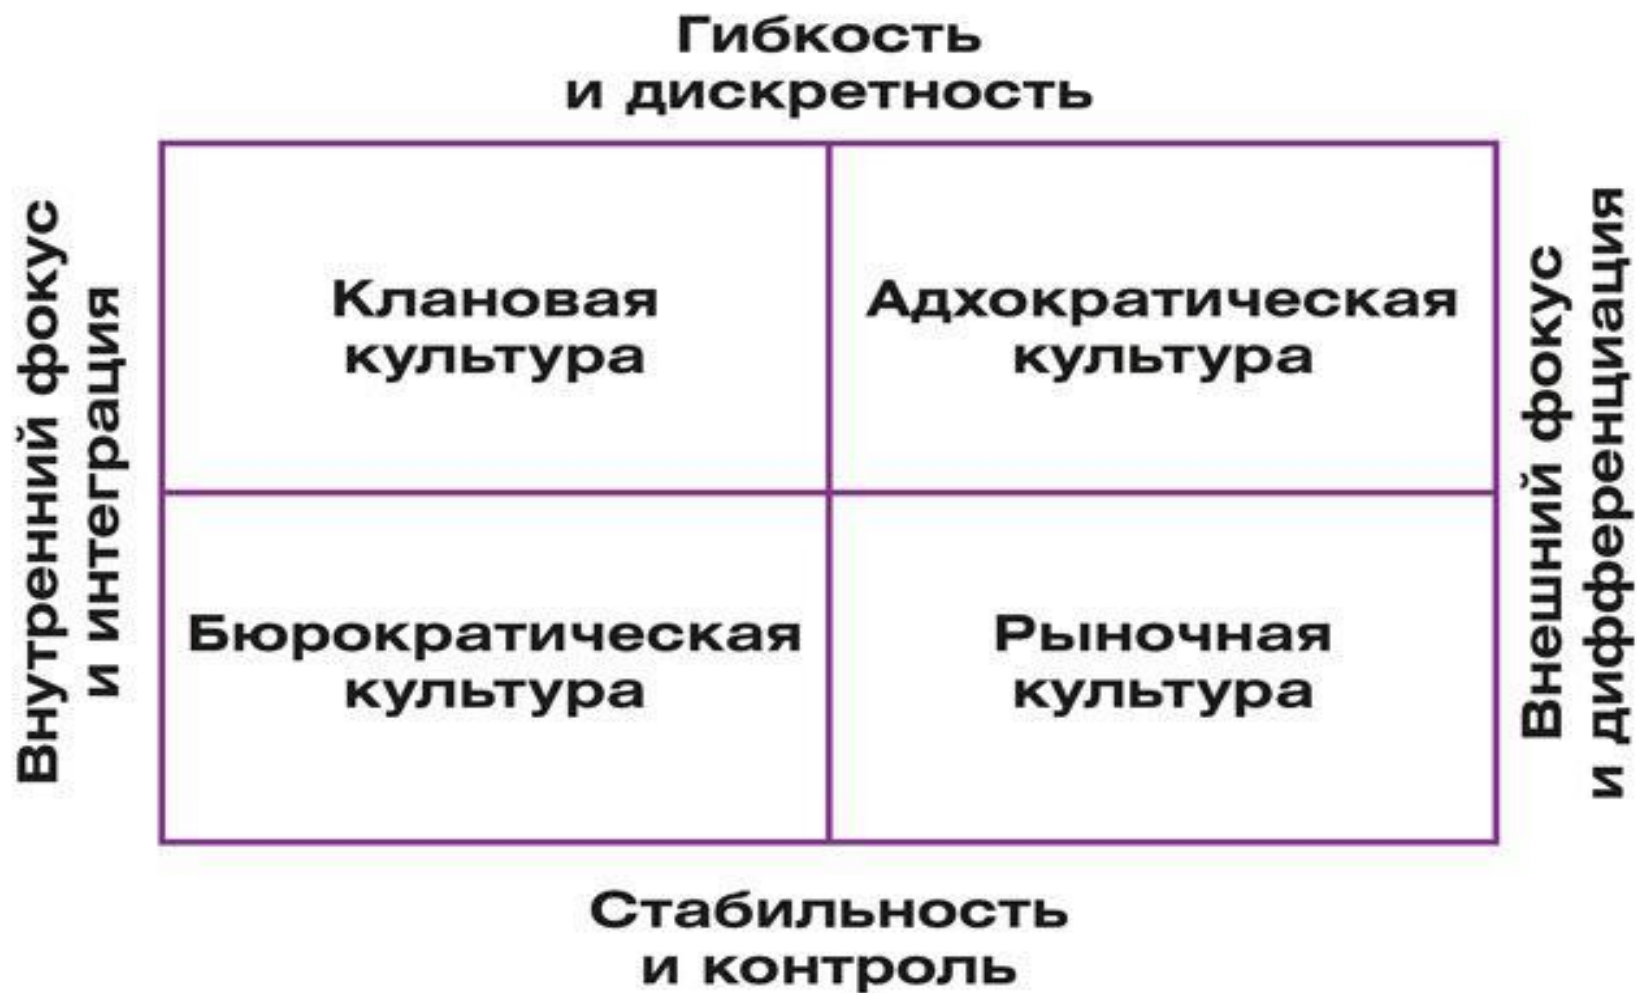 Гибкость
и дискретность
Внутренний фокус
и интеграция
Клановая
культура
Адхократическая
культура
Бюрократическая
культура
Рыночная
культура
Внешний фокус
и дифференциация
Стабильность
и контроль